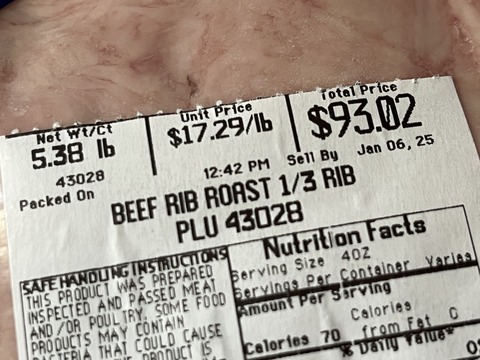 Net Wt/Ct Unit Price Total Price
5.38 lb $17.29/lb $93.02
43028 12:42 PM Sell By Jan 06, 25
Packed On
BEEF RIB ROAST 1/3 RIB
PLU 43028
SAFE HANDLING INSTRUCTIONS
THIS PRODUCT WAS PREPARED
INSPECTED AND PASSED MEAT
AND/OR POULTRY. SOME FOOD
PRODUCTS MAY CONTAIN
BACTERIA THAT COULD CAUSE
PRODUCT IS
Nutrition Facts
Serving Size 4OZ
Servings Per Container Varies
Amount Per Serving
Calories
Calories 70 from Fat 0
% Daily Value*